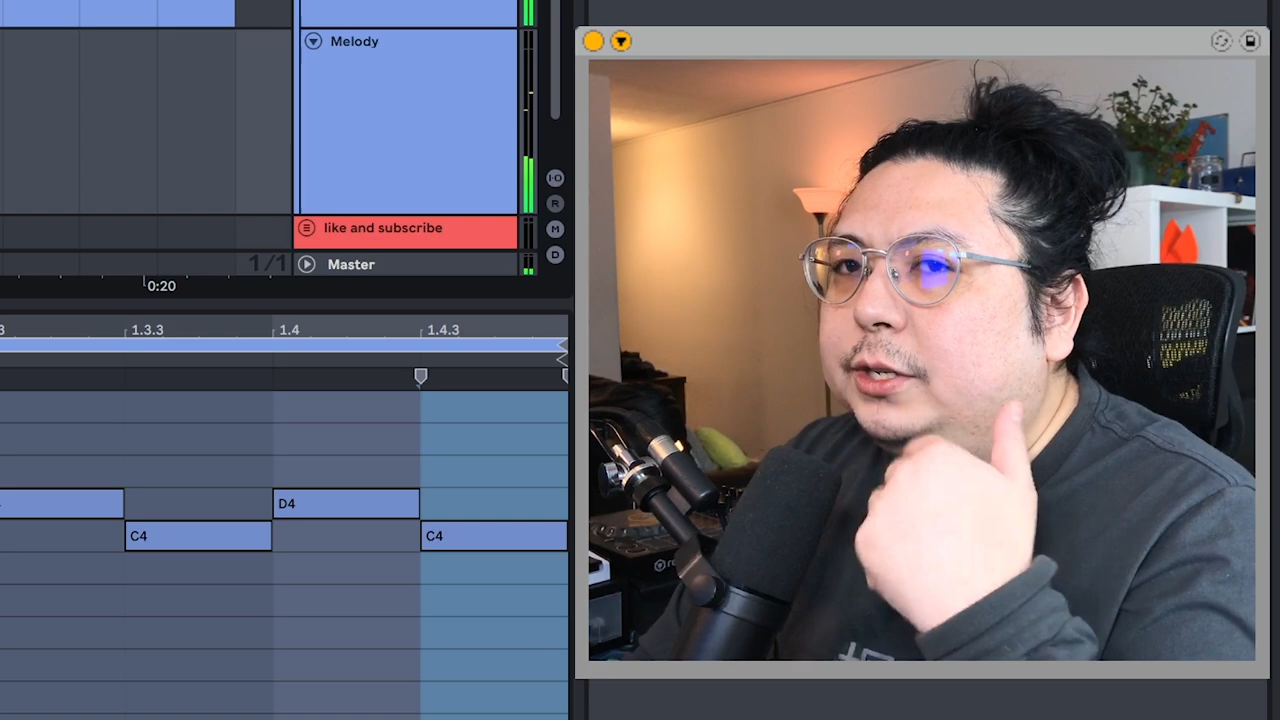 Melody
like and subscribe
1/1
Master
0:20
I·O
R
M
D
3
1.3.3
1.4
1.4.3
D4
C4
C4